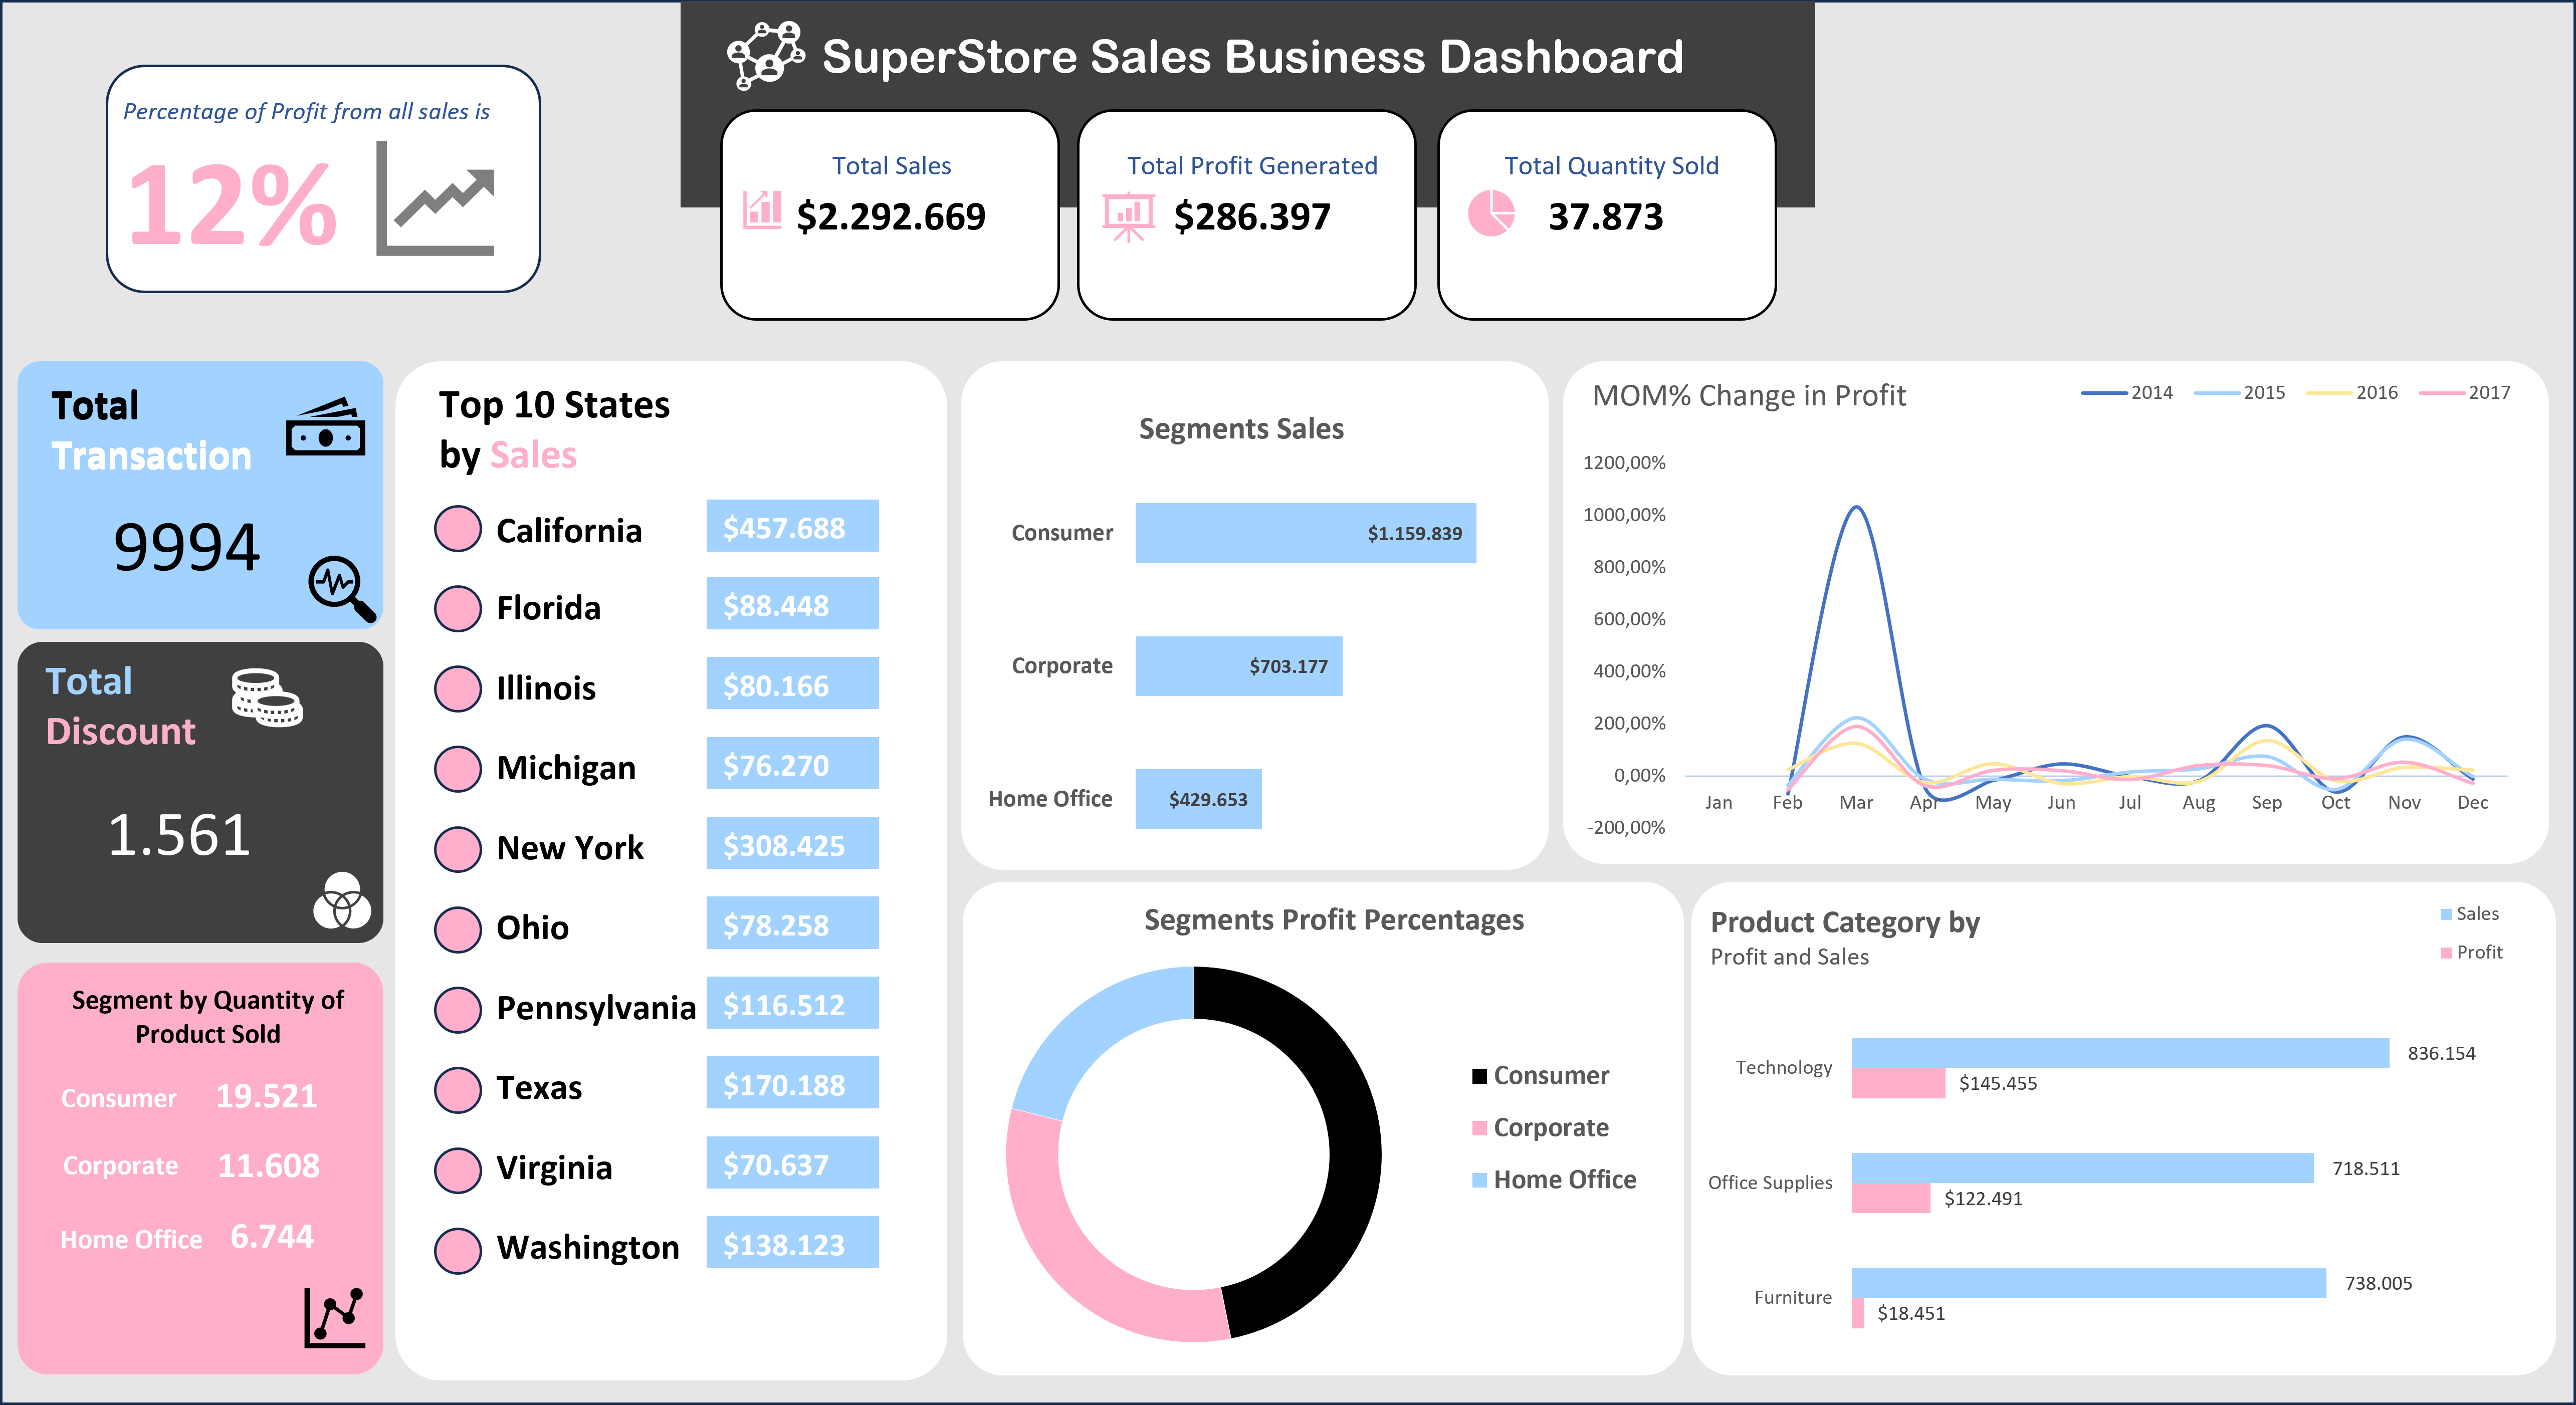 SuperStore Sales Business Dashboard
Percentage of Profit from all sales is
12%
Total Sales
$2.292.669
Total Profit Generated
$286.397
Total Quantity Sold
37.873
Total
Transaction
9994
Total
Discount
1.561
Segment by Quantity of
Product Sold
Consumer 19.521
Corporate 11.608
Home Office 6.744
Top 10 States
by Sales
California $457.688
Florida $88.448
Illinois $80.166
Michigan $76.270
New York $308.425
Ohio $78.258
Pennsylvania $116.512
Texas $170.188
Virginia $70.637
Washington $138.123
Segments Sales
Consumer $1.159.839
Corporate $703.177
Home Office $429.653
MOM% Change in Profit
2014 2015 2016 2017
1200,00%
1000,00%
800,00%
600,00%
400,00%
200,00%
0,00%
-200,00%
Jan Feb Mar Apr May Jun Jul Aug Sep Oct Nov Dec
Segments Profit Percentages
Consumer
Corporate
Home Office
Product Category by
Profit and Sales
Sales
Profit
Technology
836.154
$145.455
Office Supplies
718.511
$122.491
Furniture
738.005
$18.451